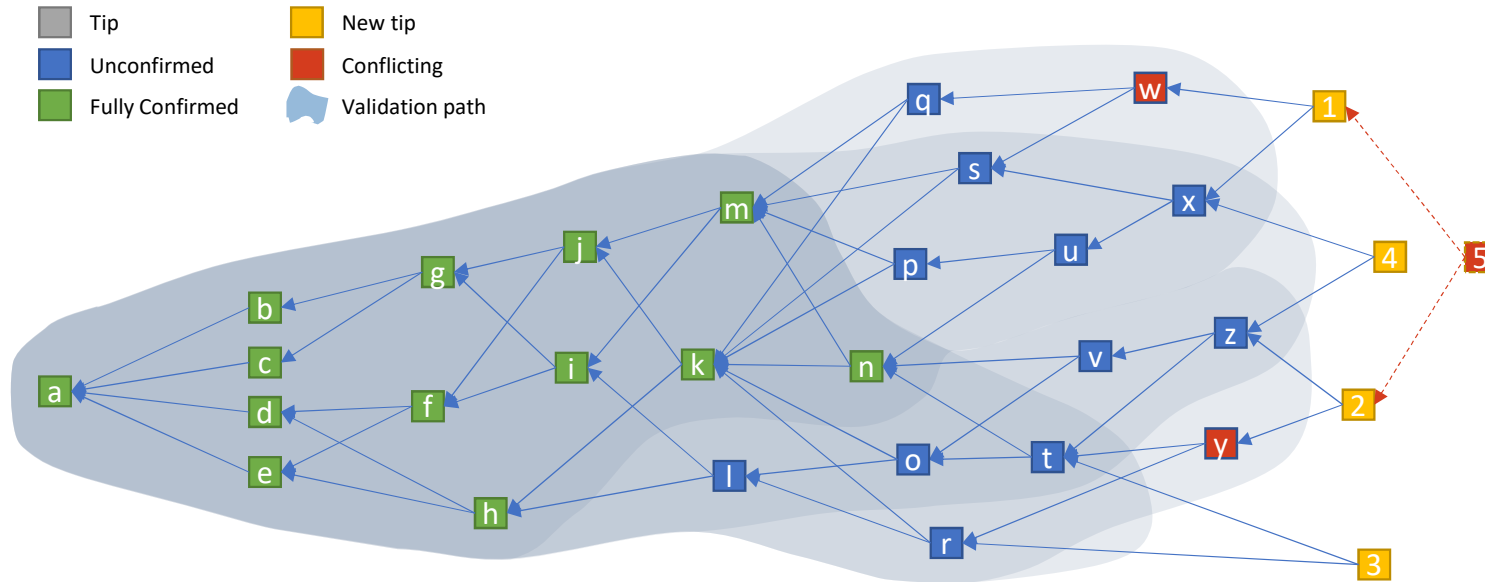 Tip
New tip
Unconfirmed
Conflicting
Fully Confirmed
Validation path
w
q
1
s
x
m
p
u
j
4
5
g
b
z
c
v
i
k
n
a
d
f
2
y
e
l
o
t
h
r
3